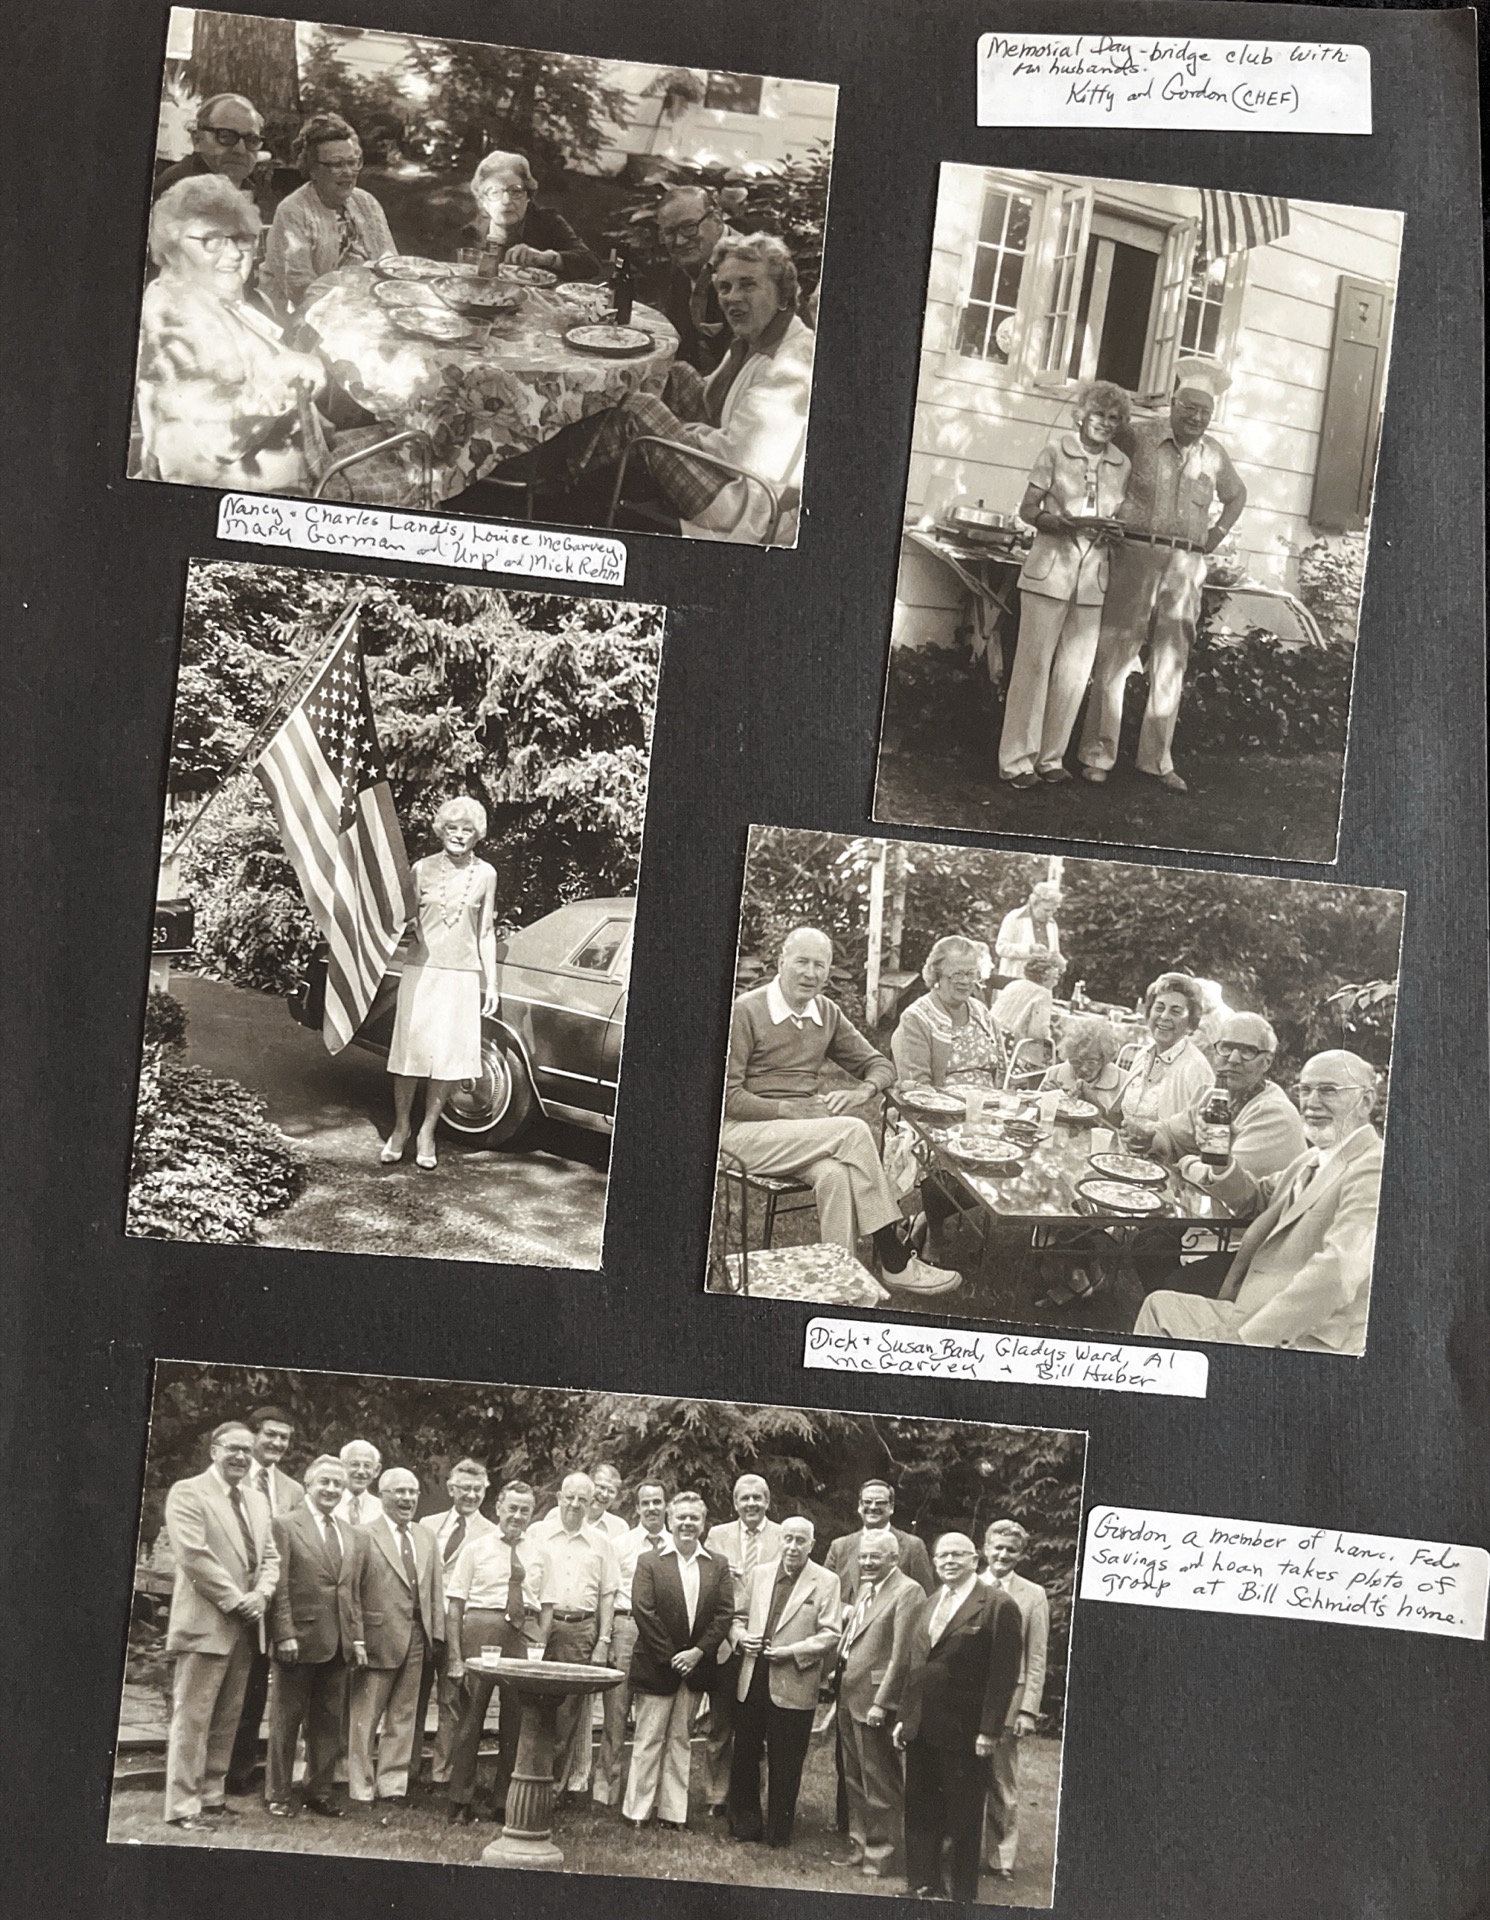 Memorial Day - bridge club with
our husbands.
Kitty and Gordon (CHEF)
Nancy + Charles Landis, Louise McGarvey,
Mary Gorman and 'Urp' and Mick Rehm
33
Dick + Susan Bard, Gladys Ward, Al
McGarvey + Bill Huber
Gordon, a member of Lanc. Fed.
Savings and Loan takes photo of
group at Bill Schmidt's home.